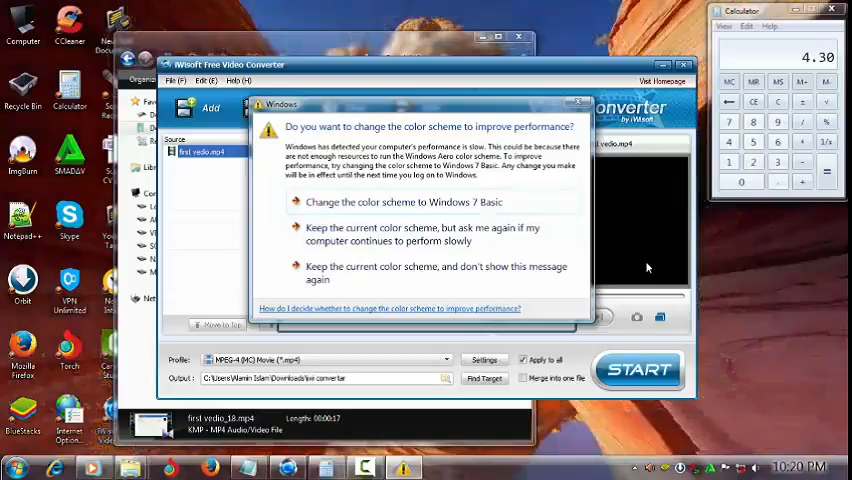 Computer
CCleaner
Recycle Bin
Calculator
ImgBurn
SMADAV
Notepad++
Skype
Orbit
VPN
Unlimited
Mozilla
Firefox
Torch
BlueStacks
Internet
Option...
Organiz
iWisoft Free Video Converter
File (F)
Edit (E)
Help (H)
Visit Homepage
Add
onverter
by iWisoft
Source
first vedio.mp4
vedio.mp4
Windows
Do you want to change the color scheme to improve performance?
Windows has detected your computer's performance is slow. This could be because there
are not enough resources to run the Windows Aero color scheme. To improve
performance, try changing the color scheme to Windows 7 Basic. Any change you make
will be in effect until the next time you log on to Windows.
Change the color scheme to Windows 7 Basic
Keep the current color scheme, but ask me again if my
computer continues to perform slowly
Keep the current color scheme, and don't show this message
again
How do I decide whether to change the color scheme to improve performance?
Move to Top
Profile:
MPEG-4 (MC) Movie (*.mp4)
Settings
Apply to all
Output :
C:\Users\Alamin Islam\Downloads\iwi converter
Find Target
Merge into one file
START
first vedio_18.mp4
Length: 00:00:17
KMP - MP4 Audio/Video File
Calculator
View Edit Help
4.30
MC MR MS M+ M-
← CE C ± √
7 8 9 / %
4 5 6 * 1/x
1 2 3 - =
0 . +
10:20 PM